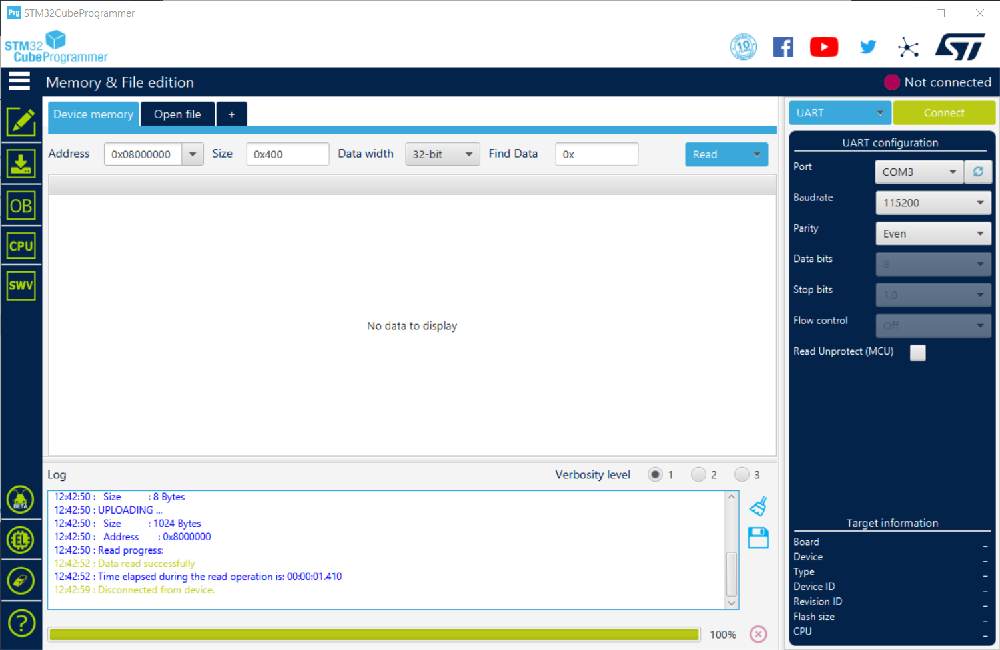 Prg STM32CubeProgrammer
STM32
CubeProgrammer
10 YEARS
ST
Memory & File edition
Not connected
Device memory Open file +
UART Connect
Address 0x08000000 Size 0x400 Data width 32-bit Find Data 0x Read
UART configuration
Port COM3
Baudrate 115200
Parity Even
Data bits 8
Stop bits 1.0
Flow control Off
Read Unprotect (MCU)
OB
CPU
SWV
No data to display
BETA
Log Verbosity level 1 2 3
12:42:50 : Size : 8 Bytes
12:42:50 : UPLOADING ...
12:42:50 : Size : 1024 Bytes
12:42:50 : Address : 0x8000000
12:42:50 : Read progress:
12:42:52 : Data read successfully
12:42:52 : Time elapsed during the read operation is: 00:00:01.410
12:42:59 : Disconnected from device.
100%
Target information
Board -
Device -
Type -
Device ID -
Revision ID -
Flash size -
CPU -
?